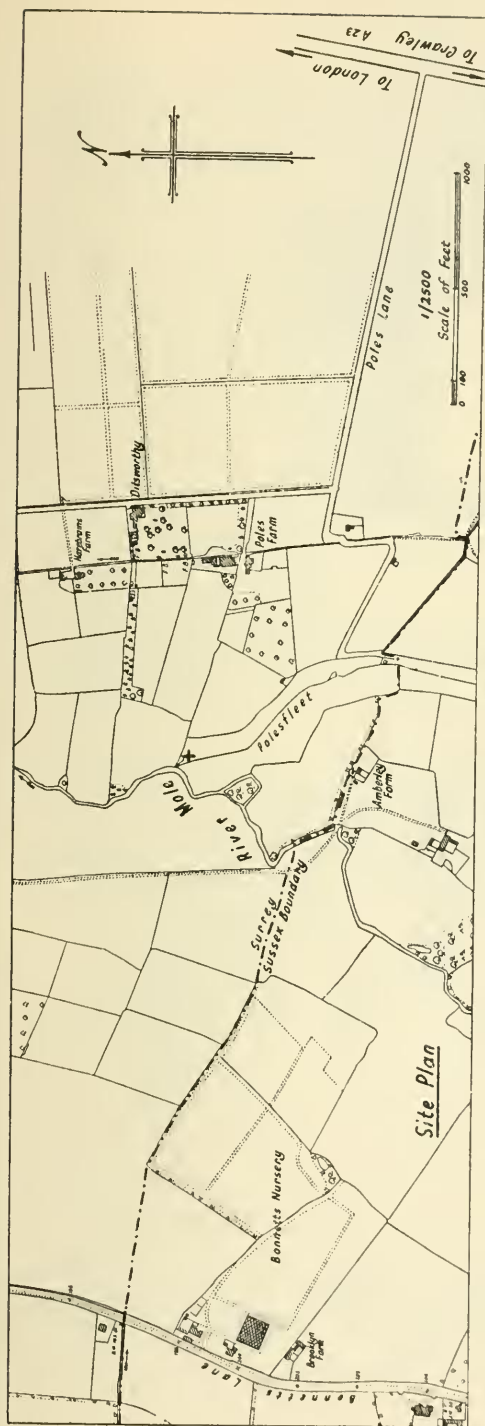 To London
To Crawley
A23
N
Poles Lane
1/2500
0 100 500 1000
Scale of Feet
Ditsworthy
Farm
Poles
Farm
Polesfleet
River Mole
Amberley
Farm
Surrey
Sussex Boundary
Site Plan
Bonnetts Nursery
Brooklyn
Farm
Bonnetts Lane